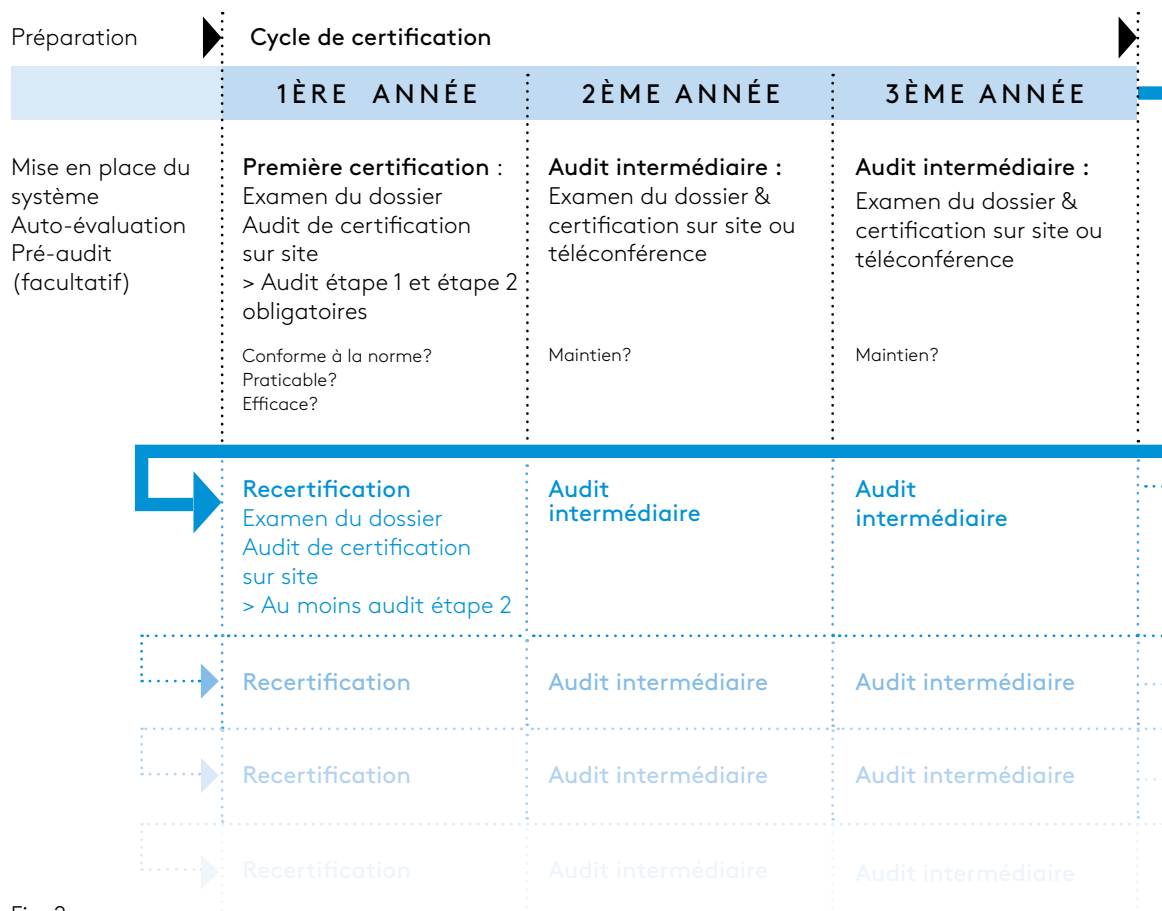 Préparation
Cycle de certification
1ÈRE ANNÉE
2ÈME ANNÉE
3ÈME ANNÉE
Mise en place du
système
Auto-évaluation
Pré-audit
(facultatif)
Première certification :
Examen du dossier
Audit de certification
sur site
> Audit étape 1 et étape 2
obligatoires
Conforme à la norme?
Praticable?
Efficace?
Audit intermédiaire :
Examen du dossier &
certification sur site ou
téléconférence
Maintien?
Audit intermédiaire :
Examen du dossier &
certification sur site ou
téléconférence
Maintien?
Recertification
Examen du dossier
Audit de certification
sur site
> Au moins audit étape 2
Audit
intermédiaire
Audit
intermédiaire
Recertification
Audit intermédiaire
Audit intermédiaire
Recertification
Audit intermédiaire
Audit intermédiaire
Recertification
Audit intermédiaire
Audit intermédiaire